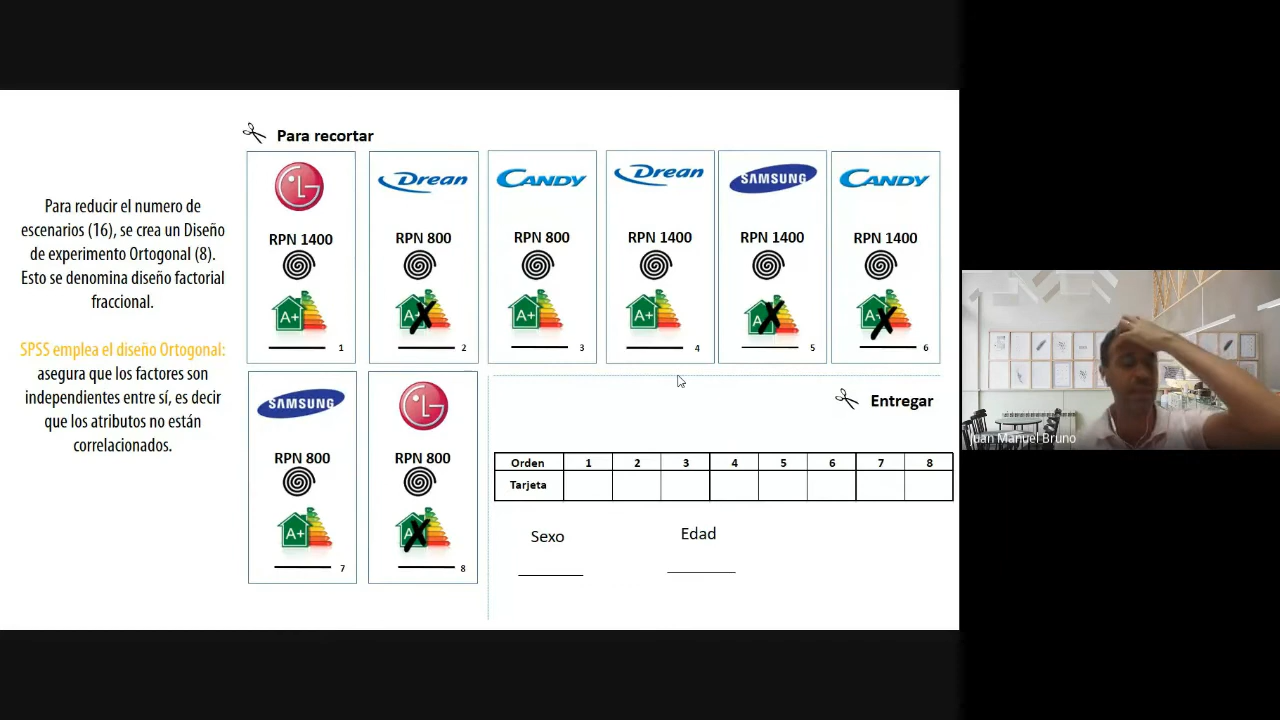 Para reducir el numero de
escenarios (16), se crea un Diseño
de experimento Ortogonal (8).
Esto se denomina diseño factorial
fraccional.
SPSS emplea el diseño Ortogonal:
asegura que los factores son
independientes entre sí, es decir
que los atributos no están
correlacionados.
Para recortar
LG
RPN 1400
A+
1
Drean
RPN 800
A+
2
CANDY
RPN 800
A+
3
Drean
RPN 1400
A+
4
SAMSUNG
RPN 1400
A+
5
CANDY
RPN 1400
A+
6
SAMSUNG
RPN 800
A+
7
LG
RPN 800
A+
8
Entregar
Orden 1 2 3 4 5 6 7 8
Tarjeta
Sexo
Edad
Juan Manuel Bruno